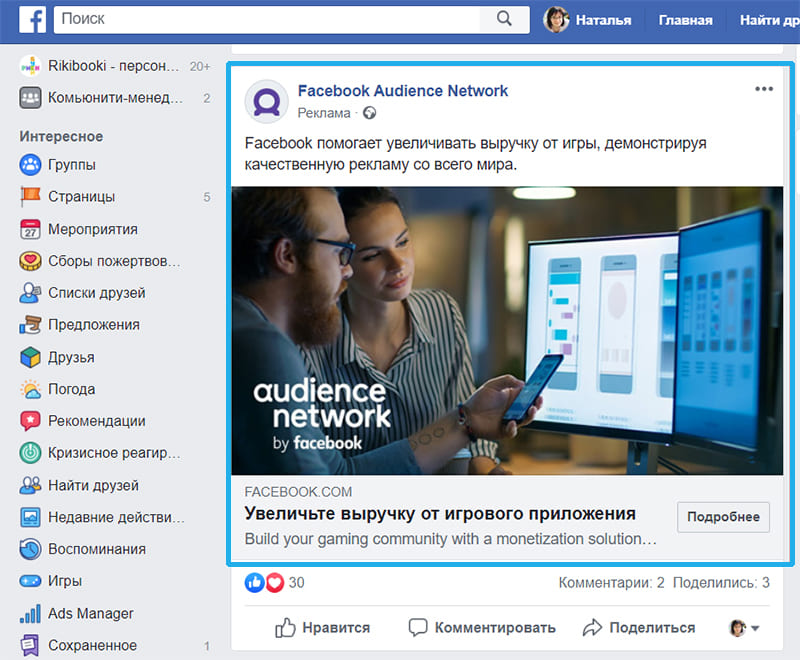 Поиск
Наталья
Главная
Найти др
Rikibooki - персон... 20+
Комьюнити-менед... 2
Интересное
Группы
Страницы 5
Мероприятия
Сборы пожертвов...
Списки друзей
Предложения
Друзья
Погода
Рекомендации
Кризисное реагир...
Найти друзей
Недавние действи...
Воспоминания
Игры
Ads Manager
Сохраненное 1
Facebook Audience Network
Реклама ·
Facebook помогает увеличивать выручку от игры, демонстрируя
качественную рекламу со всего мира.
audience
network
by facebook
FACEBOOK.COM
Увеличьте выручку от игрового приложения
Build your gaming community with a monetization solution...
Подробнее
30
Комментарии: 2 Поделились: 3
Нравится
Комментировать
Поделиться